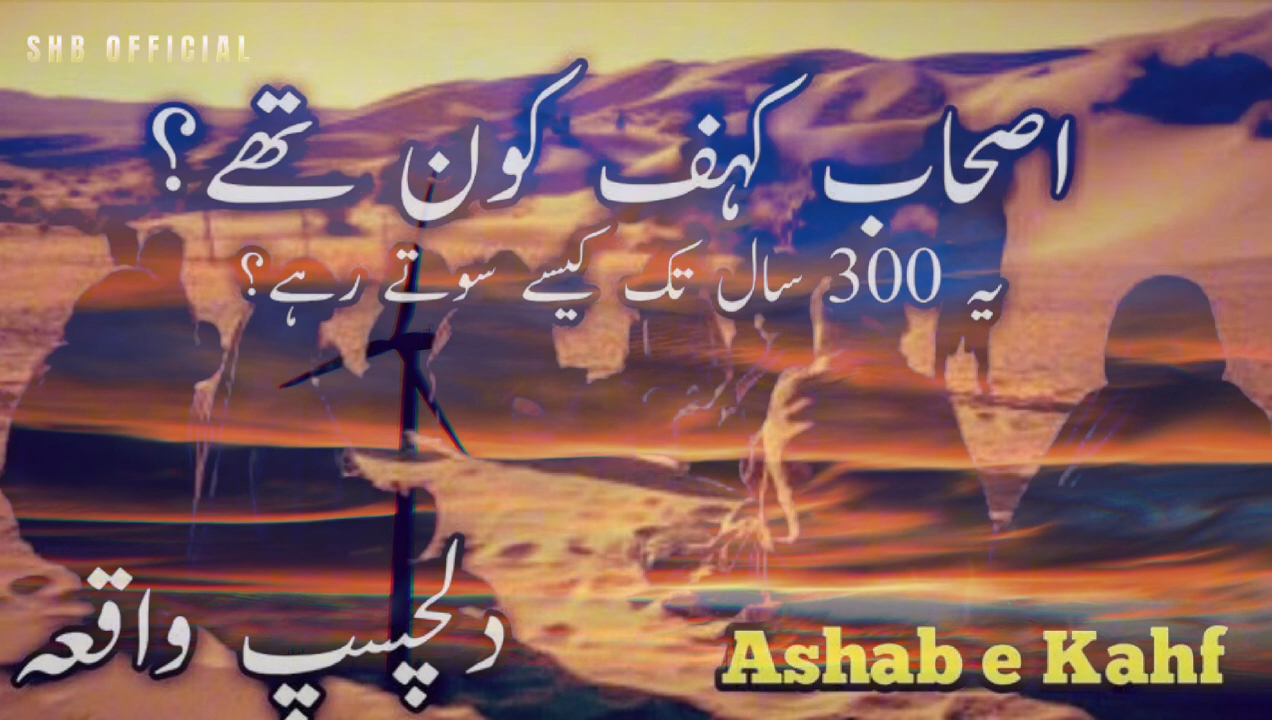 SHB OFFICIAL
اصحاب کہف کون تھے؟
یہ 300 سال تک کیسے سوتے رہے؟
دلچسپ واقعہ
Ashab e Kahf